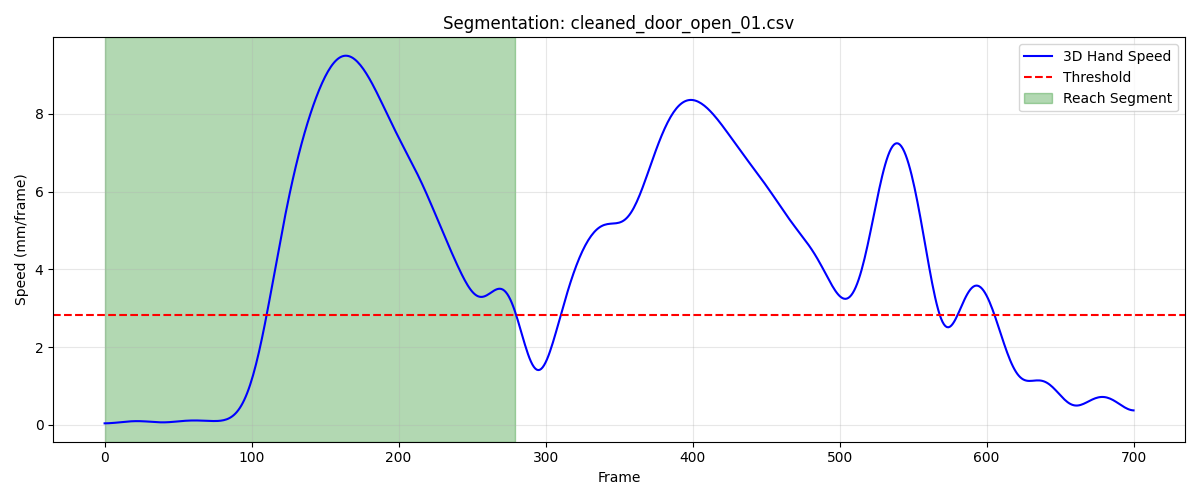 Segmentation: cleaned_door_open_01.csv
3D Hand Speed
Threshold
Reach Segment
Speed (mm/frame)
8
6
4
2
0
0 100 200 300 400 500 600 700
Frame